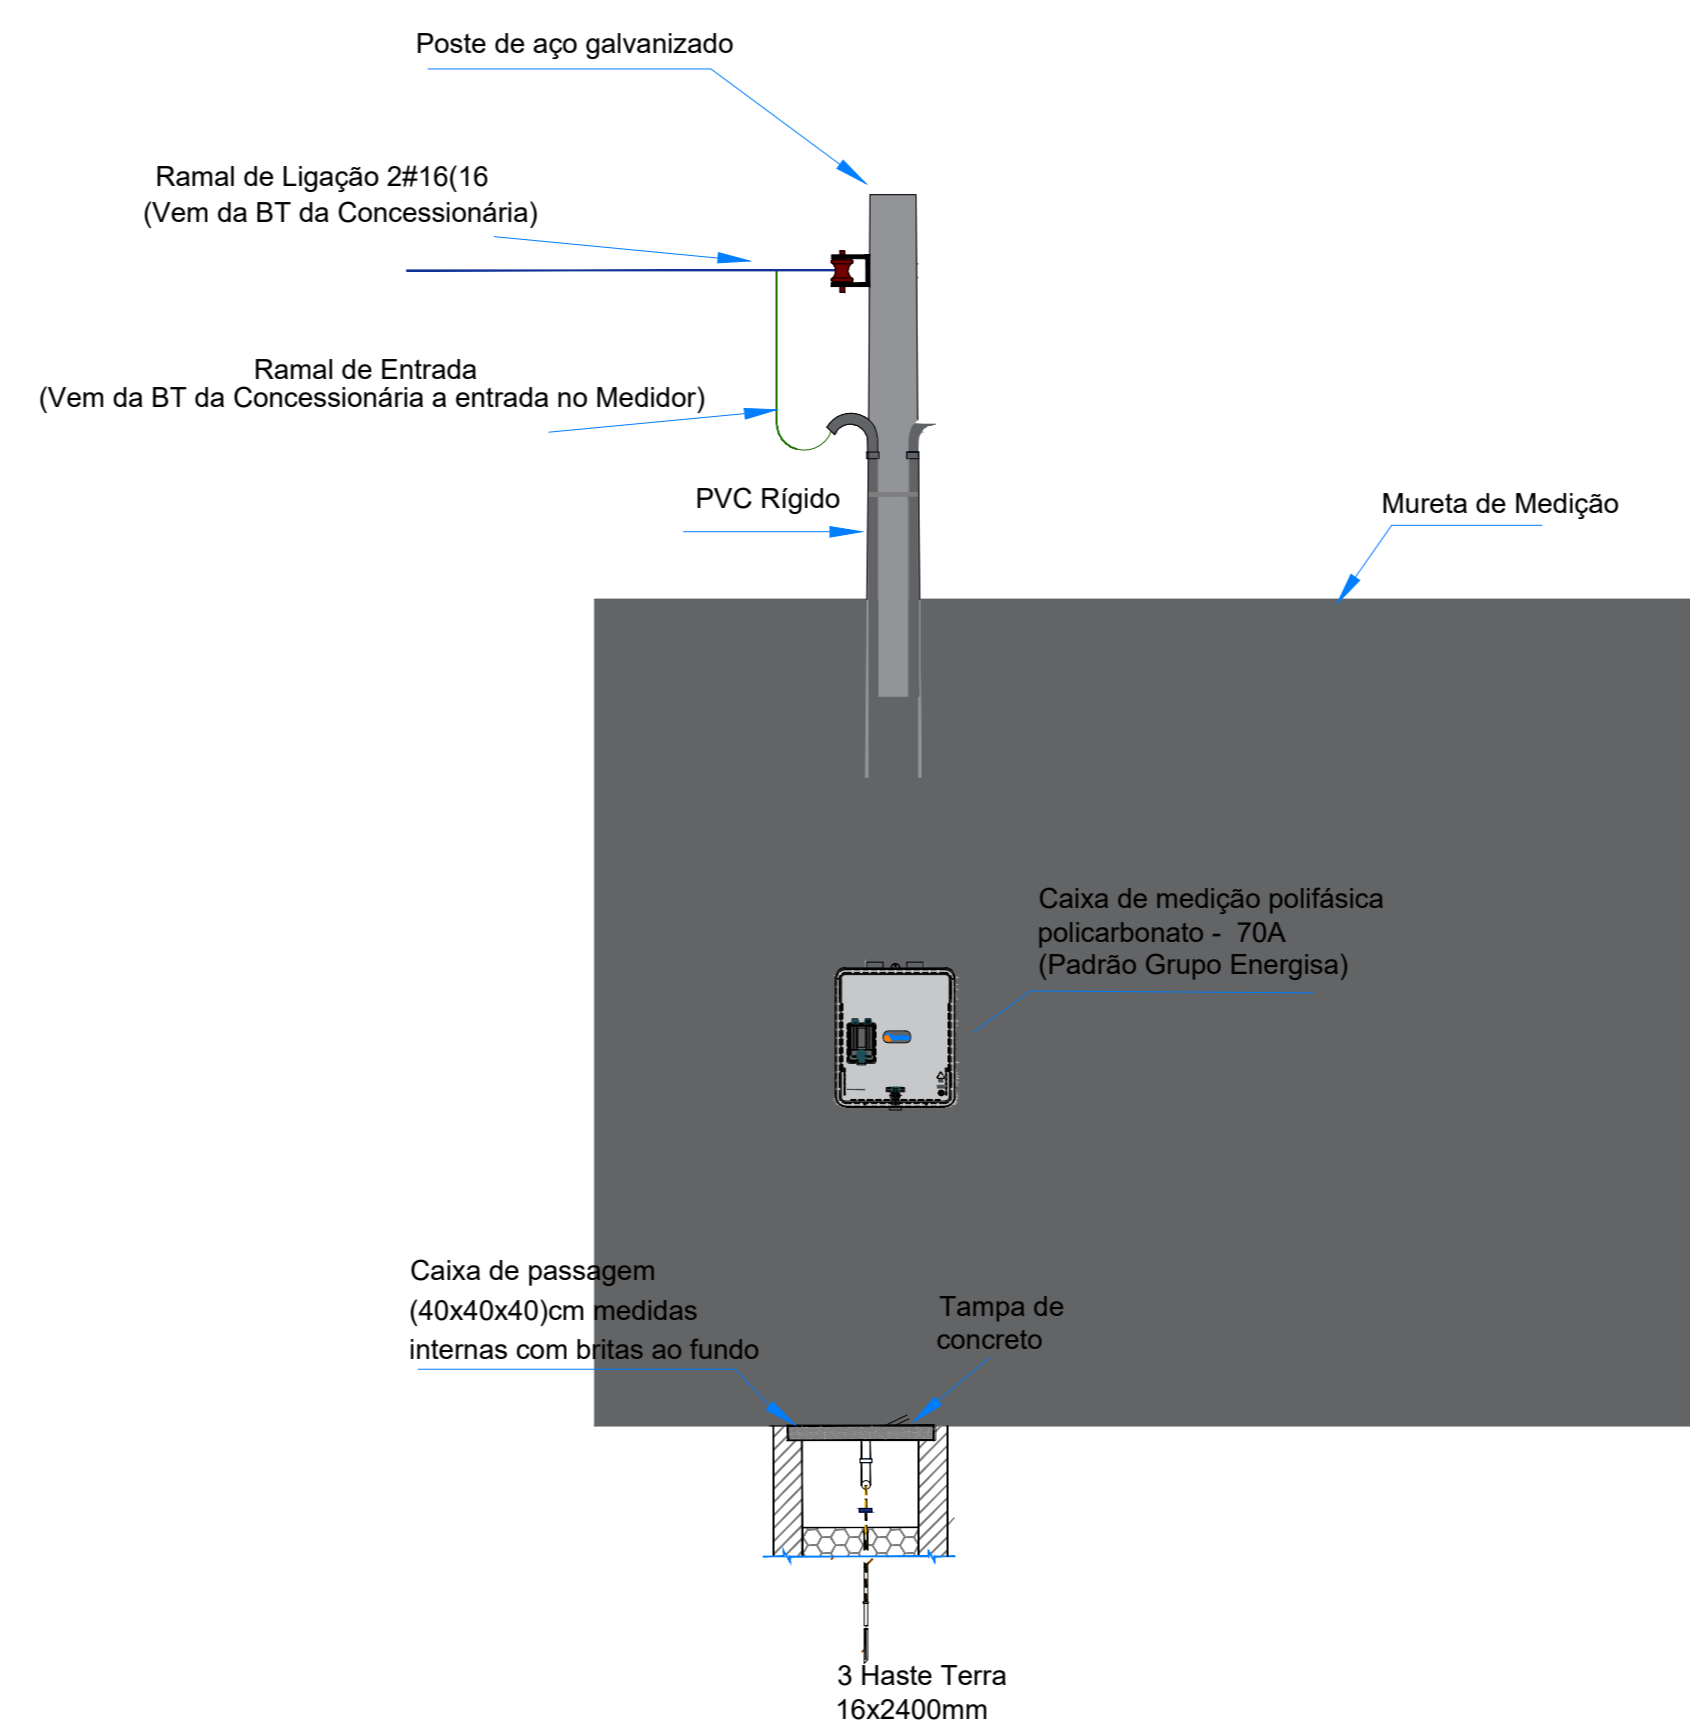 Poste de aço galvanizado
Ramal de Ligação 2#16(16
(Vem da BT da Concessionária)
Ramal de Entrada
(Vem da BT da Concessionária a entrada no Medidor)
PVC Rígido
Mureta de Medição
Caixa de medição polifásica
policarbonato - 70A
(Padrão Grupo Energisa)
Caixa de passagem
(40x40x40)cm medidas
internas com britas ao fundo
Tampa de
concreto
3 Haste Terra
16x2400mm